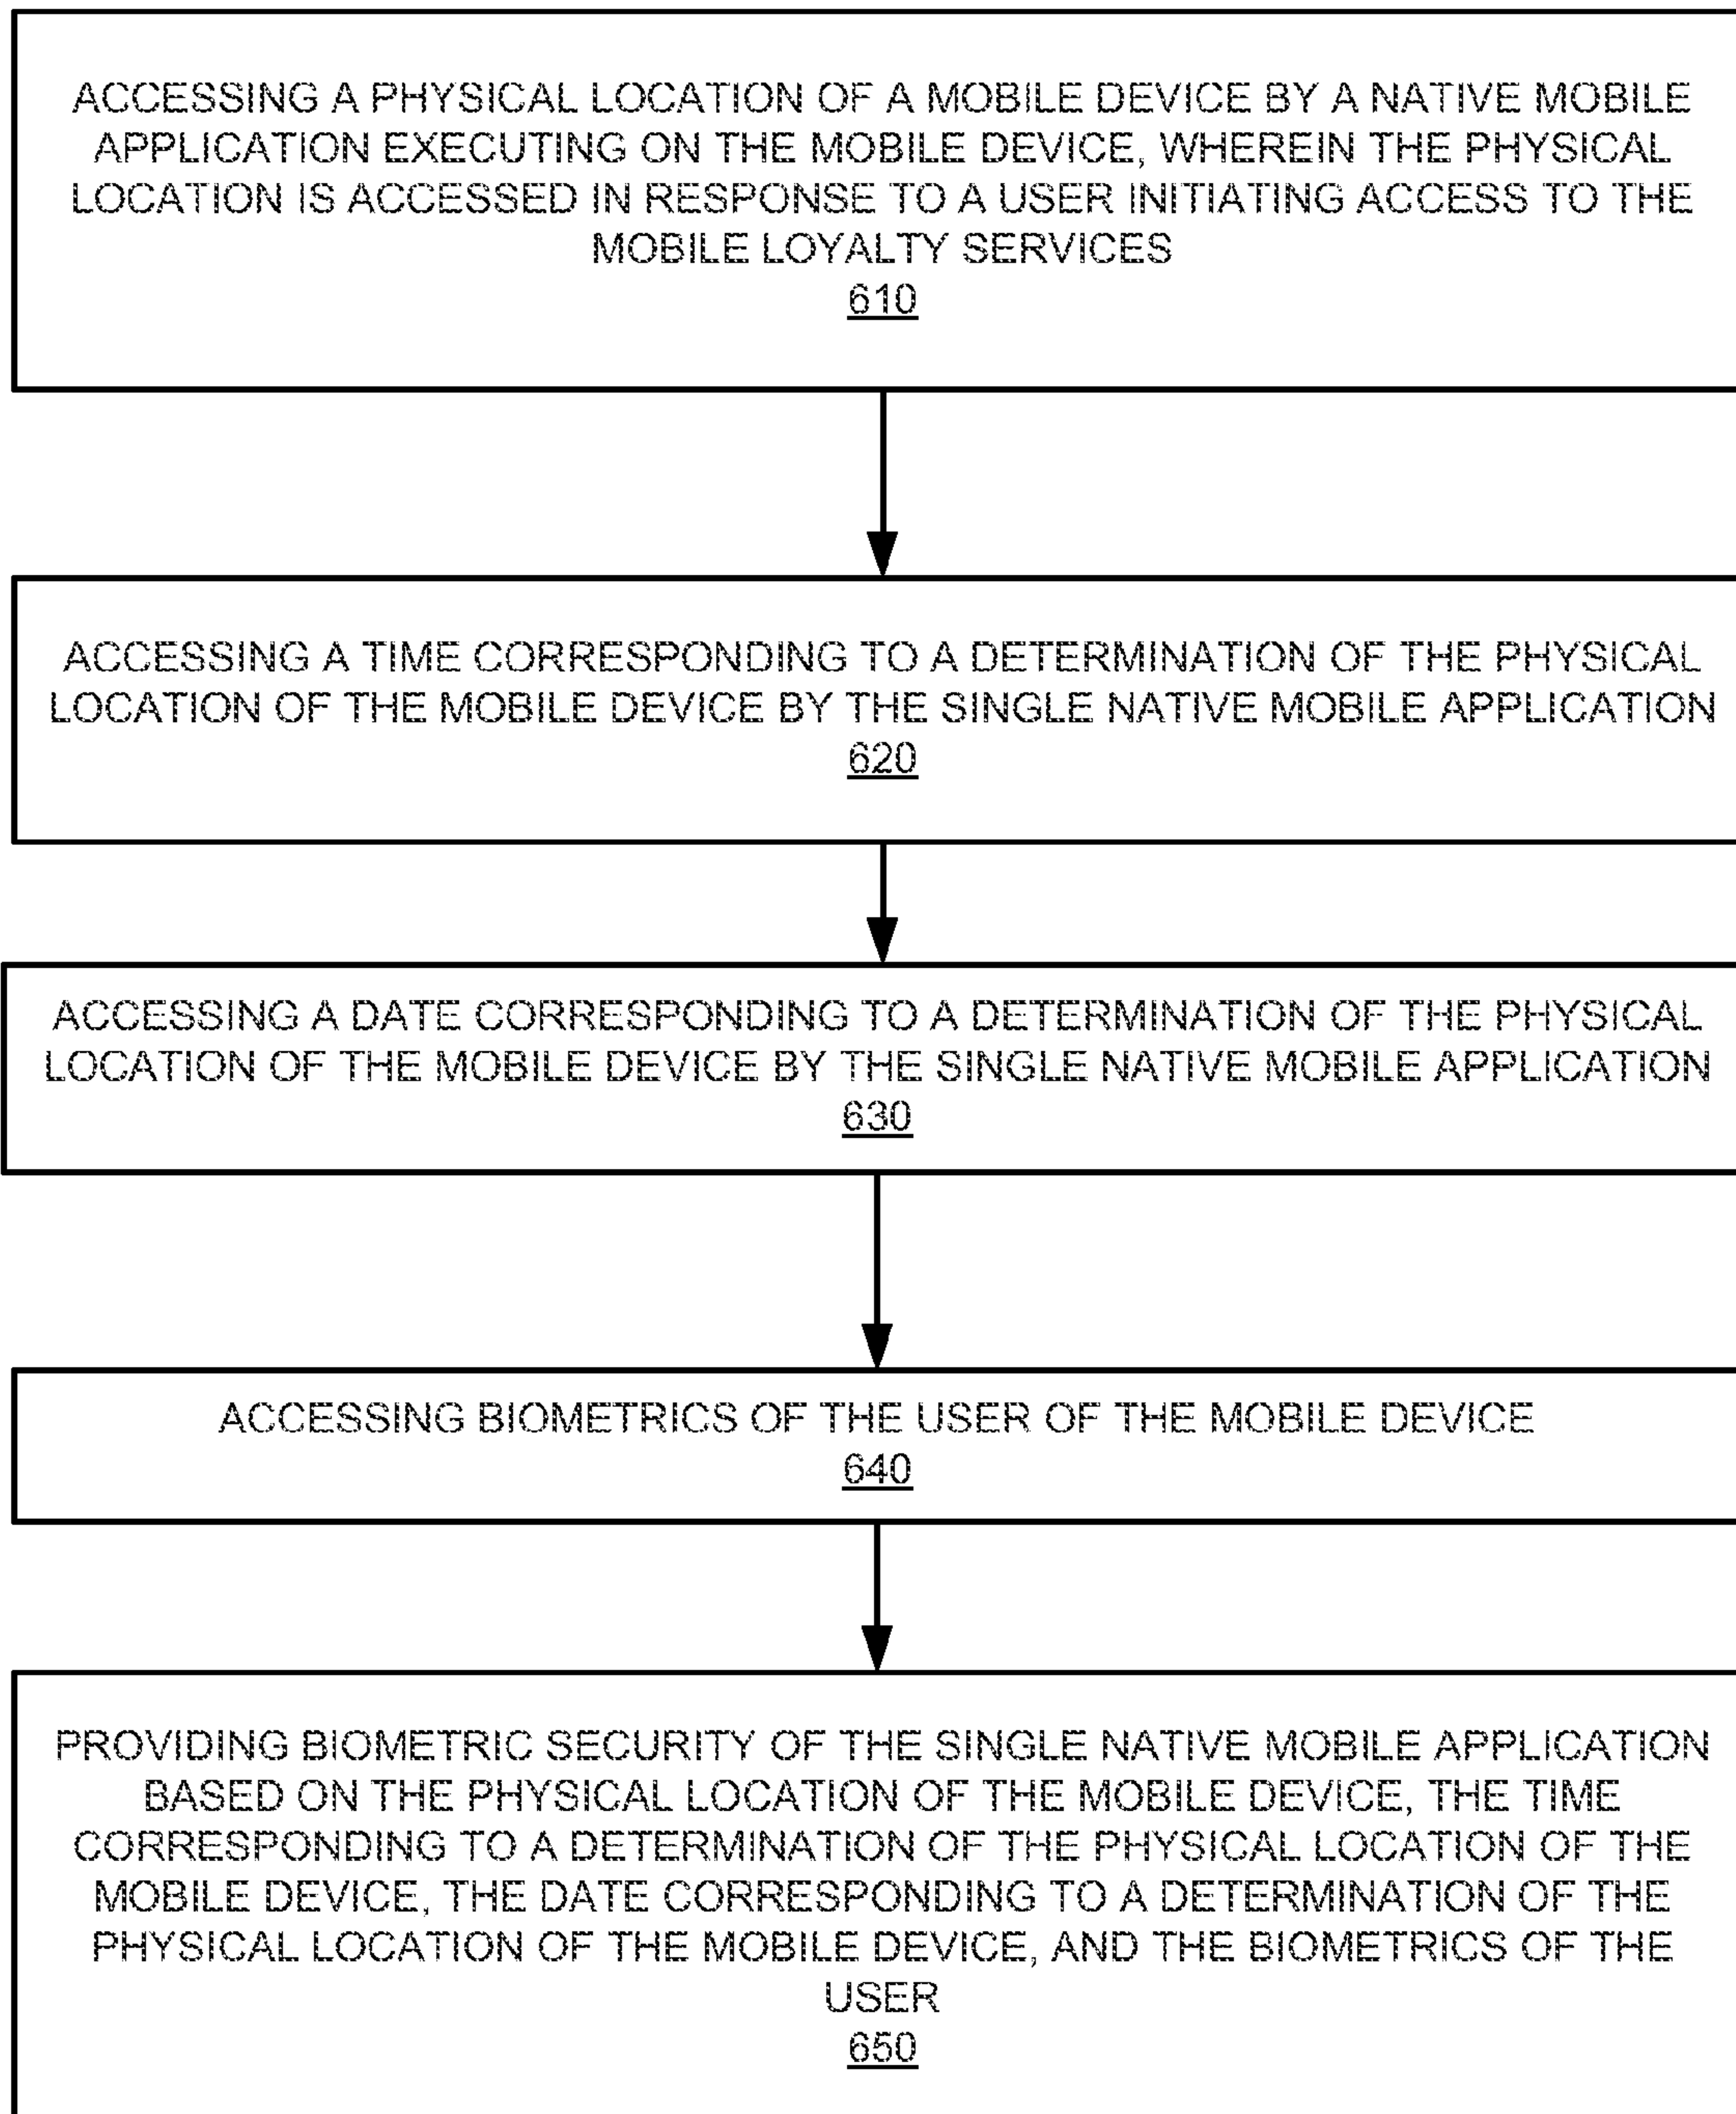 ACCESSING A PHYSICAL LOCATION OF A MOBILE DEVICE BY A NATIVE MOBILE
APPLICATION EXECUTING ON THE MOBILE DEVICE, WHEREIN THE PHYSICAL
LOCATION IS ACCESSED IN RESPONSE TO A USER INITIATING ACCESS TO THE
MOBILE LOYALTY SERVICES
610
ACCESSING A TIME CORRESPONDING TO A DETERMINATION OF THE PHYSICAL
LOCATION OF THE MOBILE DEVICE BY THE SINGLE NATIVE MOBILE APPLICATION
620
ACCESSING A DATE CORRESPONDING TO A DETERMINATION OF THE PHYSICAL
LOCATION OF THE MOBILE DEVICE BY THE SINGLE NATIVE MOBILE APPLICATION
630
ACCESSING BIOMETRICS OF THE USER OF THE MOBILE DEVICE
640
PROVIDING BIOMETRIC SECURITY OF THE SINGLE NATIVE MOBILE APPLICATION
BASED ON THE PHYSICAL LOCATION OF THE MOBILE DEVICE, THE TIME
CORRESPONDING TO A DETERMINATION OF THE PHYSICAL LOCATION OF THE
MOBILE DEVICE, THE DATE CORRESPONDING TO A DETERMINATION OF THE
PHYSICAL LOCATION OF THE MOBILE DEVICE, AND THE BIOMETRICS OF THE
USER
650